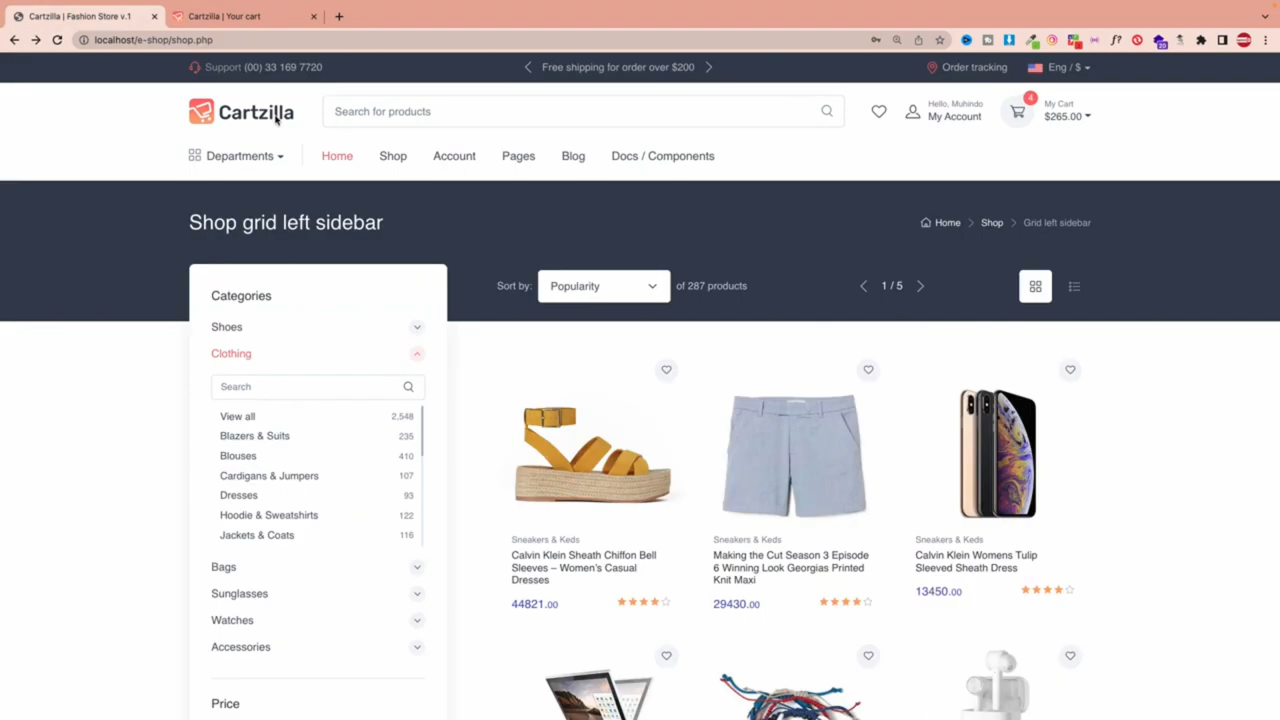 Cartzilla | Fashion Store v.1
Cartzilla | Your cart
localhost/e-shop/shop.php
Support (00) 33 169 7720
Free shipping for order over $200
Order tracking
Eng / $
Cartzilla
Search for products
4
Hello, Muhindo
My Account
My Cart
$265.00
Departments
Home
Shop
Account
Pages
Blog
Docs / Components
Shop grid left sidebar
Home
Shop
Grid left sidebar
Sort by:
Popularity
of 287 products
1 / 5
Categories
Shoes
Clothing
Search
View all 2,548
Blazers & Suits 235
Blouses 410
Cardigans & Jumpers 107
Dresses 93
Hoodie & Sweatshirts 122
Jackets & Coats 116
Bags
Sunglasses
Watches
Accessories
Price
Sneakers & Keds
Calvin Klein Sheath Chiffon Bell
Sleeves – Women's Casual
Dresses
44821.00
Sneakers & Keds
Making the Cut Season 3 Episode
6 Winning Look Georgias Printed
Knit Maxi
29430.00
Sneakers & Keds
Calvin Klein Womens Tulip
Sleeved Sheath Dress
13450.00